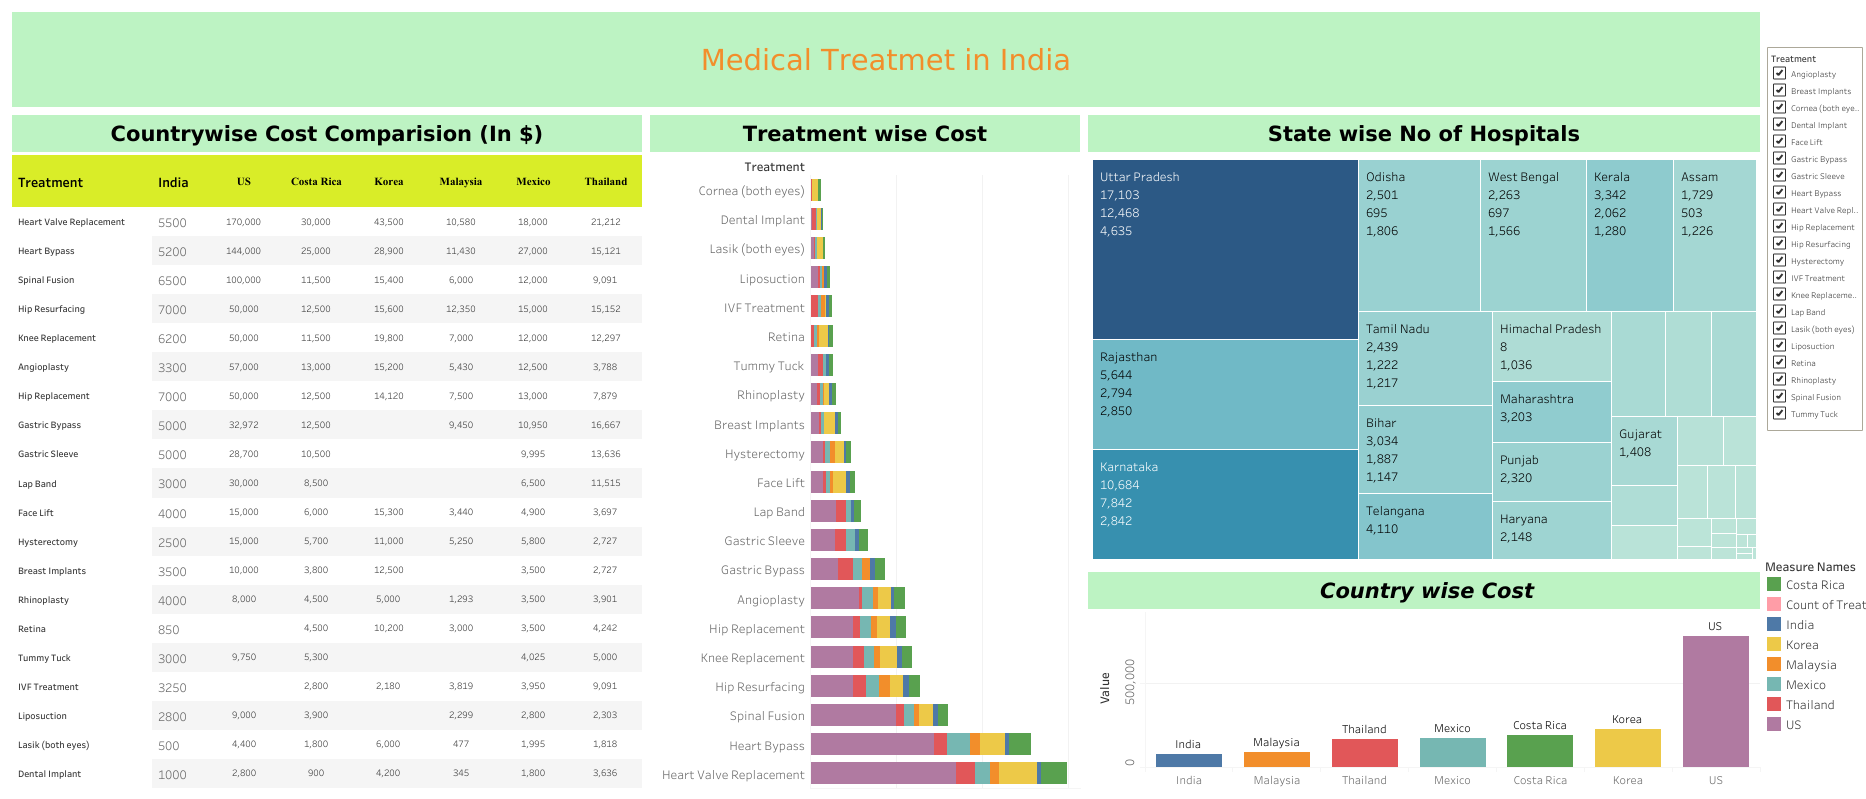 Medical Treatmet in India
Countrywise Cost Comparision (In $)
Treatment India US Costa Rica Korea Malaysia Mexico Thailand
Heart Valve Replacement 5500 170,000 30,000 43,500 10,580 18,000 21,212
Heart Bypass 5200 144,000 25,000 28,900 11,430 27,000 15,121
Spinal Fusion 6500 100,000 11,500 15,400 6,000 12,000 9,091
Hip Resurfacing 7000 50,000 12,500 15,600 12,350 15,000 15,152
Knee Replacement 6200 50,000 11,500 19,800 7,000 12,000 12,297
Angioplasty 3300 57,000 13,000 15,200 5,430 12,500 3,788
Hip Replacement 7000 50,000 12,500 14,120 7,500 13,000 7,879
Gastric Bypass 5000 32,972 12,500 9,450 10,950 16,667
Gastric Sleeve 5000 28,700 10,500 9,995 13,636
Lap Band 3000 30,000 8,500 6,500 11,515
Face Lift 4000 15,000 6,000 15,300 3,440 4,900 3,697
Hysterectomy 2500 15,000 5,700 11,000 5,250 5,800 2,727
Breast Implants 3500 10,000 3,800 12,500 3,500 2,727
Rhinoplasty 4000 8,000 4,500 5,000 1,293 3,500 3,901
Retina 850 4,500 10,200 3,000 3,500 4,242
Tummy Tuck 3000 9,750 5,300 4,025 5,000
IVF Treatment 3250 2,800 2,180 3,819 3,950 9,091
Liposuction 2800 9,000 3,900 2,299 2,800 2,303
Lasik (both eyes) 500 4,400 1,800 6,000 477 1,995 1,818
Dental Implant 1000 2,800 900 4,200 345 1,800 3,636
Treatment wise Cost
Treatment
Cornea (both eyes)
Dental Implant
Lasik (both eyes)
Liposuction
IVF Treatment
Retina
Tummy Tuck
Rhinoplasty
Breast Implants
Hysterectomy
Face Lift
Lap Band
Gastric Sleeve
Gastric Bypass
Angioplasty
Hip Replacement
Knee Replacement
Hip Resurfacing
Spinal Fusion
Heart Bypass
Heart Valve Replacement
State wise No of Hospitals
Uttar Pradesh
17,103
12,468
4,635
Rajasthan
5,644
2,794
2,850
Karnataka
10,684
7,842
2,842
Odisha
2,501
695
1,806
West Bengal
2,263
697
1,566
Kerala
3,342
2,062
1,280
Assam
1,729
503
1,226
Tamil Nadu
2,439
1,222
1,217
Bihar
3,034
1,887
1,147
Telangana
4,110
Himachal Pradesh
8
1,036
Maharashtra
3,203
Punjab
2,320
Haryana
2,148
Gujarat
1,408
Country wise Cost
Value
500,000
0
India
Malaysia
Thailand
Mexico
Costa Rica
Korea
US
India Malaysia Thailand Mexico Costa Rica Korea US
Treatment
Angioplasty
Breast Implants
Cornea (both eye..
Dental Implant
Face Lift
Gastric Bypass
Gastric Sleeve
Heart Bypass
Heart Valve Repl..
Hip Replacement
Hip Resurfacing
Hysterectomy
IVF Treatment
Knee Replaceme..
Lap Band
Lasik (both eyes)
Liposuction
Retina
Rhinoplasty
Spinal Fusion
Tummy Tuck
Measure Names
Costa Rica
Count of Treat
India
Korea
Malaysia
Mexico
Thailand
US